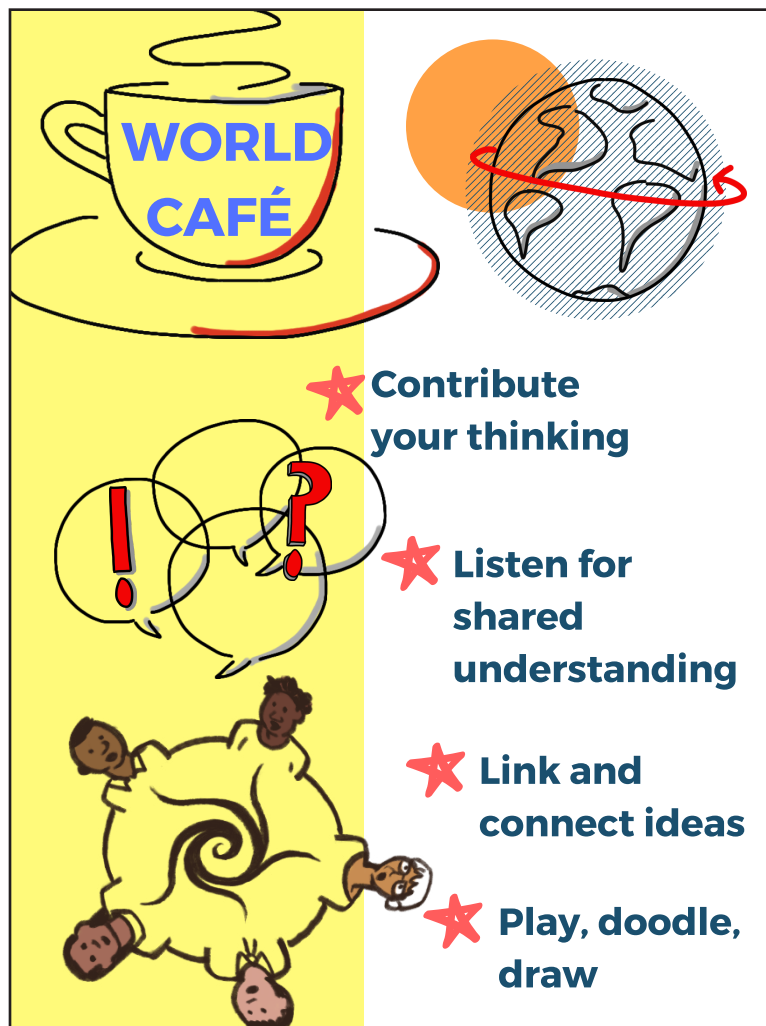 WORLD
CAFÉ
Contribute
your thinking
! ?
Listen for
shared
understanding
Link and
connect ideas
Play, doodle,
draw